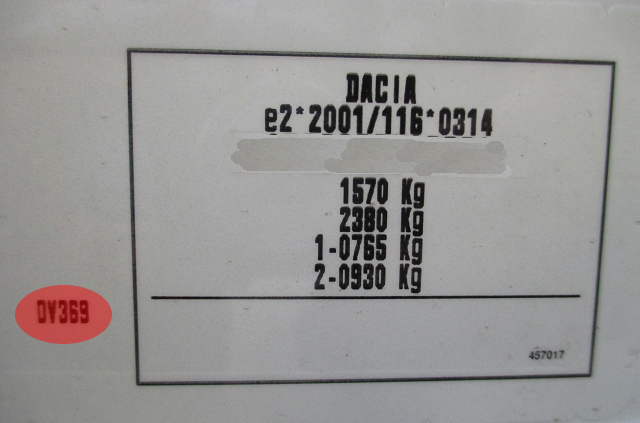 DACIA
e2*2001/116*0314
1570 Kg
2380 Kg
1-0765 Kg
2-0930 Kg
DV369
457017